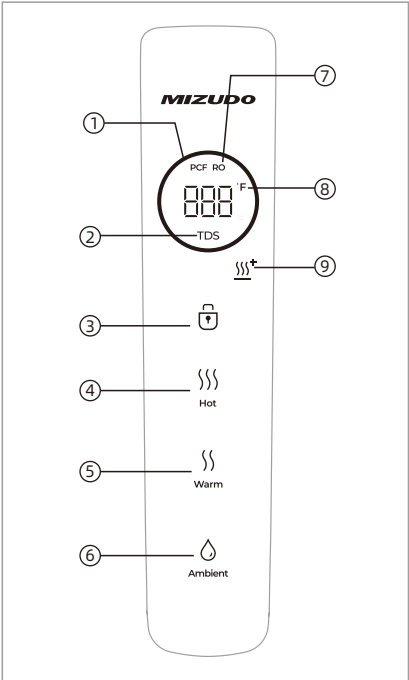 MIZUDO
7
1
PCF RO
888 °F
8
2
TDS
9
3
4
Hot
5
Warm
6
Ambient